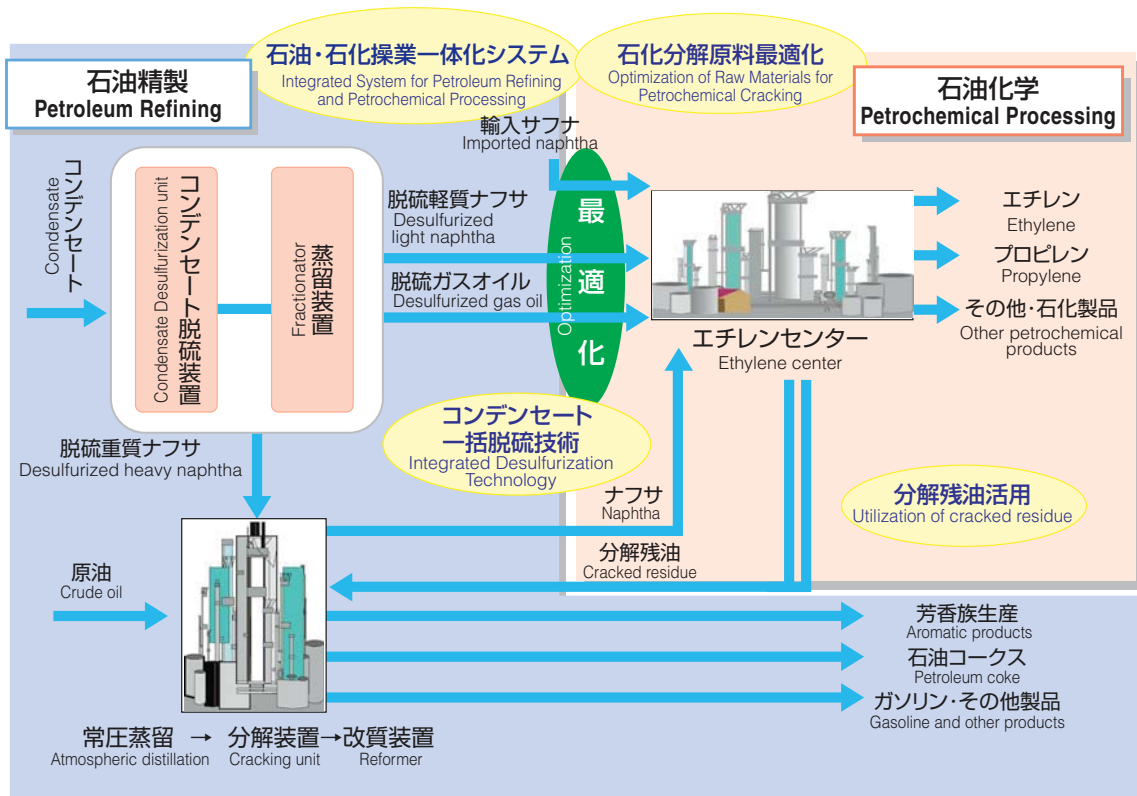 石油・石化操業一体化システム
Integrated System for Petroleum Refining
and Petrochemical Processing
石化分解原料最適化
Optimization of Raw Materials for
Petrochemical Cracking
石油精製
Petroleum Refining
石油化学
Petrochemical Processing
輸入サフナ
Imported naphtha
コンデンセート
Condensate
Condensate Desulfurization unit
コンデンセート脱硫装置
Fractionator
蒸留装置
脱硫軽質ナフサ
Desulfurized
light naphtha
脱硫ガスオイル
Desulfurized gas oil
Optimization
最適化
エチレン
Ethylene
プロピレン
Propylene
その他・石化製品
Other petrochemical
products
エチレンセンター
Ethylene center
コンデンセート
一括脱硫技術
Integrated Desulfurization
Technology
脱硫重質ナフサ
Desulfurized heavy naphtha
ナフサ
Naphtha
分解残油活用
Utilization of cracked residue
分解残油
Cracked residue
原油
Crude oil
芳香族生産
Aromatic products
石油コークス
Petroleum coke
ガソリン・その他製品
Gasoline and other products
常圧蒸留 → 分解装置→改質装置
Atmospheric distillation Cracking unit Reformer